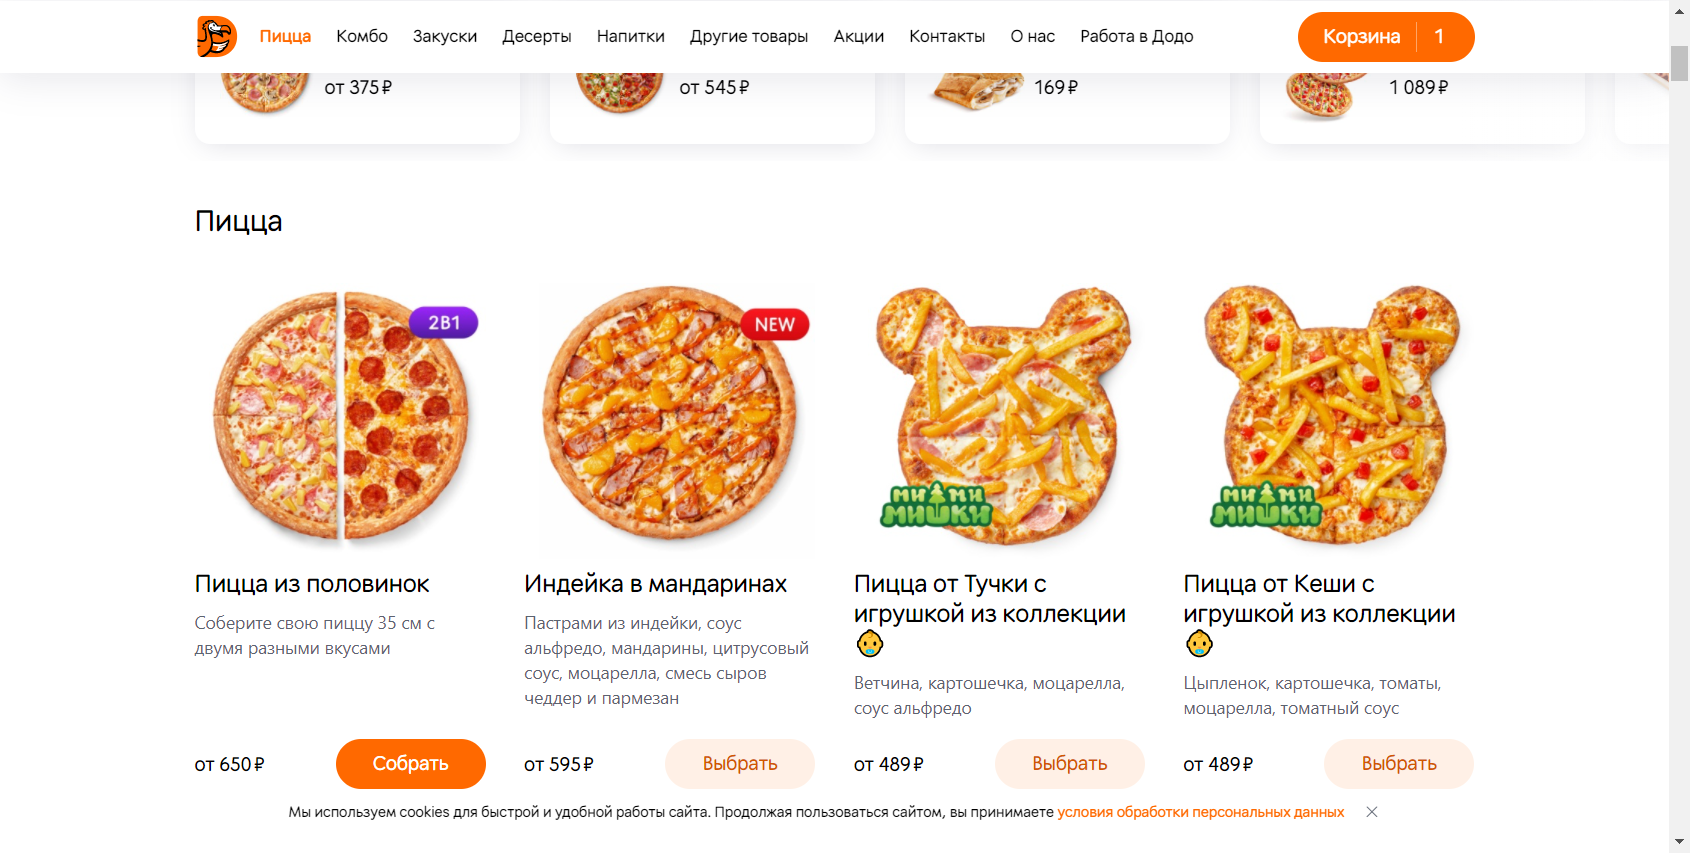 Пицца Комбо Закуски Десерты Напитки Другие товары Акции Контакты О нас Работа в Додо Корзина 1
от 375 ₽ от 545 ₽ 169 ₽ 1 089 ₽
Пицца
2В1
NEW
МИМИ
МИШКИ
МИМИ
МИШКИ
Пицца из половинок
Соберите свою пиццу 35 см с
двумя разными вкусами
от 650 ₽ Собрать
Индейка в мандаринах
Пастрами из индейки, соус
альфредо, мандарины, цитрусовый
соус, моцарелла, смесь сыров
чеддер и пармезан
от 595 ₽ Выбрать
Пицца от Тучки с
игрушкой из коллекции
👶
Ветчина, картошечка, моцарелла,
соус альфредо
от 489 ₽ Выбрать
Пицца от Кеши с
игрушкой из коллекции
👶
Цыпленок, картошечка, томаты,
моцарелла, томатный соус
от 489 ₽ Выбрать
Мы используем cookies для быстрой и удобной работы сайта. Продолжая пользоваться сайтом, вы принимаете условия обработки персональных данных